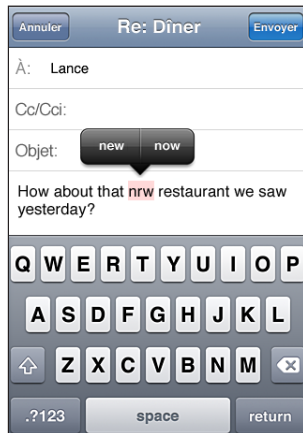 Annuler Re: Dîner Envoyer
À: Lance
Cc/Cci:
Objet:
new now
How about that nrw restaurant we saw
yesterday?
Q W E R T Y U I O P
A S D F G H J K L
Z X C V B N M
.?123 space return